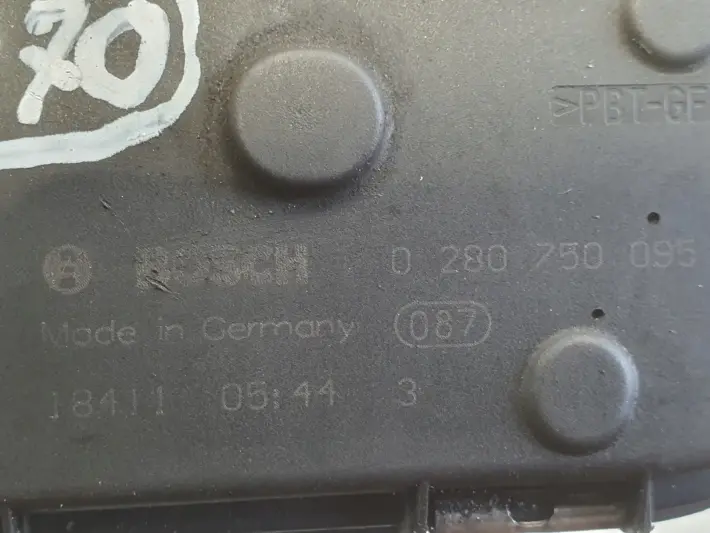 70
>PBT-GF
BOSCH 0 280 750 095
Made in Germany 087
18411 05:44 3